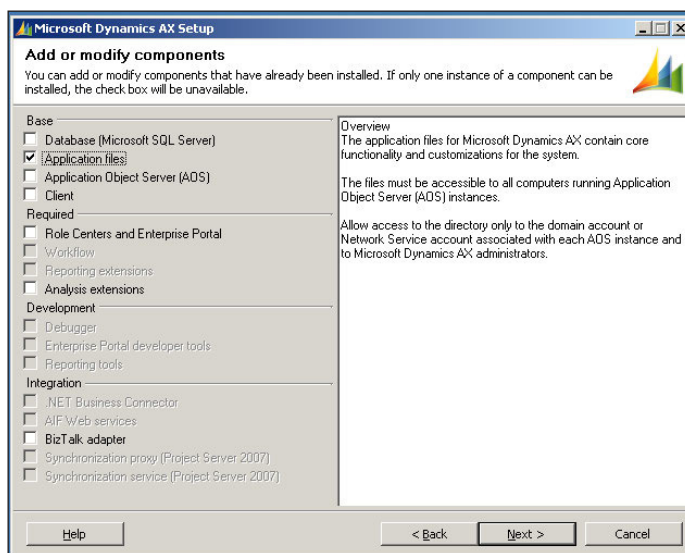 Microsoft Dynamics AX Setup
Add or modify components
You can add or modify components that have already been installed. If only one instance of a component can be
installed, the check box will be unavailable.
Base
Database (Microsoft SQL Server)
Application files
Application Object Server (AOS)
Client
Required
Role Centers and Enterprise Portal
Workflow
Reporting extensions
Analysis extensions
Development
Debugger
Enterprise Portal developer tools
Reporting tools
Integration
.NET Business Connector
AIF Web services
BizTalk adapter
Synchronization proxy (Project Server 2007)
Synchronization service (Project Server 2007)
Overview
The application files for Microsoft Dynamics AX contain core
functionality and customizations for the system.
The files must be accessible to all computers running Application
Object Server (AOS) instances.
Allow access to the directory only to the domain account or
Network Service account associated with each AOS instance and
to Microsoft Dynamics AX administrators.
Help
< Back
Next >
Cancel